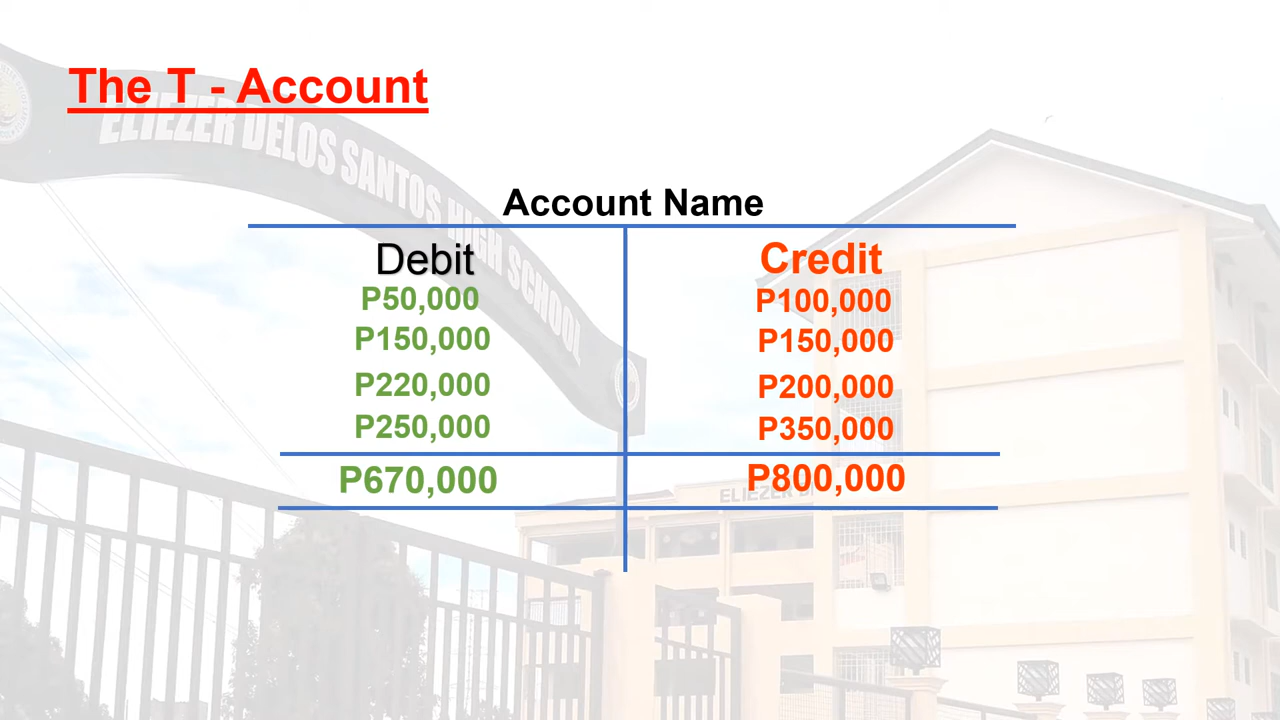 The T - Account
ELIEZER DELOS SANTOS HIGH SCHOOL
Account Name
Debit Credit
P50,000 P100,000
P150,000 P150,000
P220,000 P200,000
P250,000 P350,000
P670,000 P800,000
ELIEZER